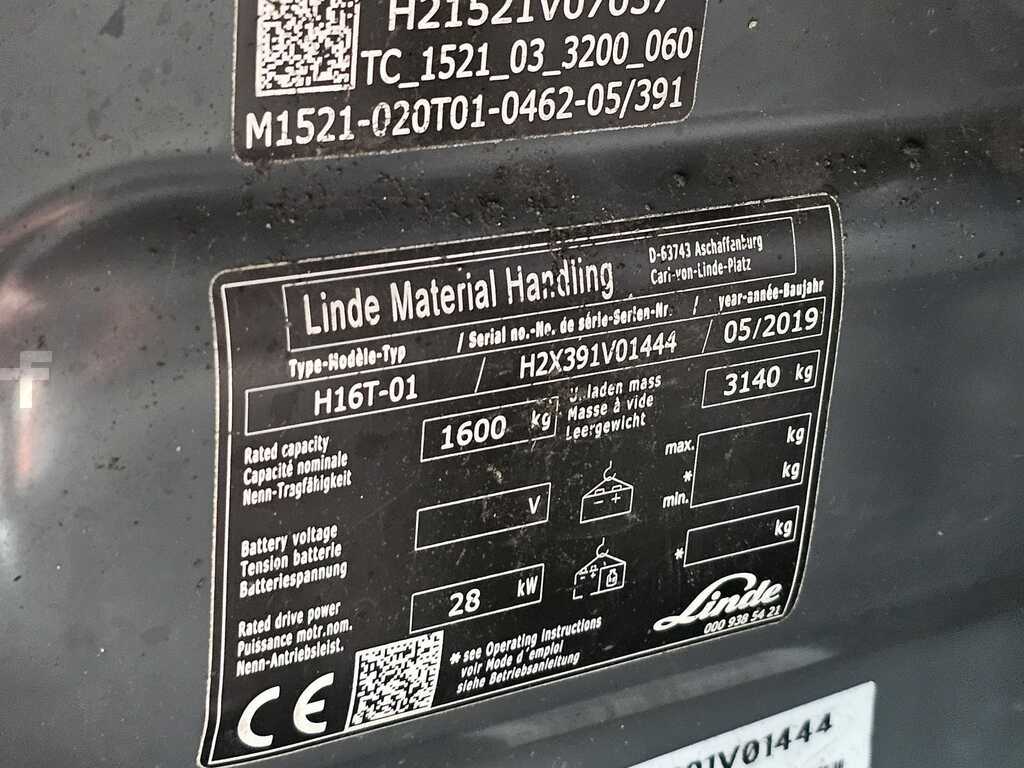 TC_1521_03_3200_060
M1521-020T01-0462-05/391
Linde Material Handling
D-63743 Aschaffenburg
Carl-von-Linde-Platz
Type-Modèle-Typ / Serial no.-No. de série-Serien-Nr. / year-année-Baujahr
H16T-01 / H2X391V01444 / 05/2019
Rated capacity
Capacité nominale
Nenn-Tragfähigkeit
1600 kg
Unladen mass
Masse à vide
Leergewicht
3140 kg
Battery voltage
Tension batterie
Batteriespannung
V
- +
max.
*
min.
kg
kg
Rated drive power
Puissance motr.nom.
Nenn-Antriebsleist.
28 kW
*
kg
CE
* see Operating Instructions
voir Mode d'emploi
siehe Betriebsanleitung
Linde
000 938 54 21
1V01444